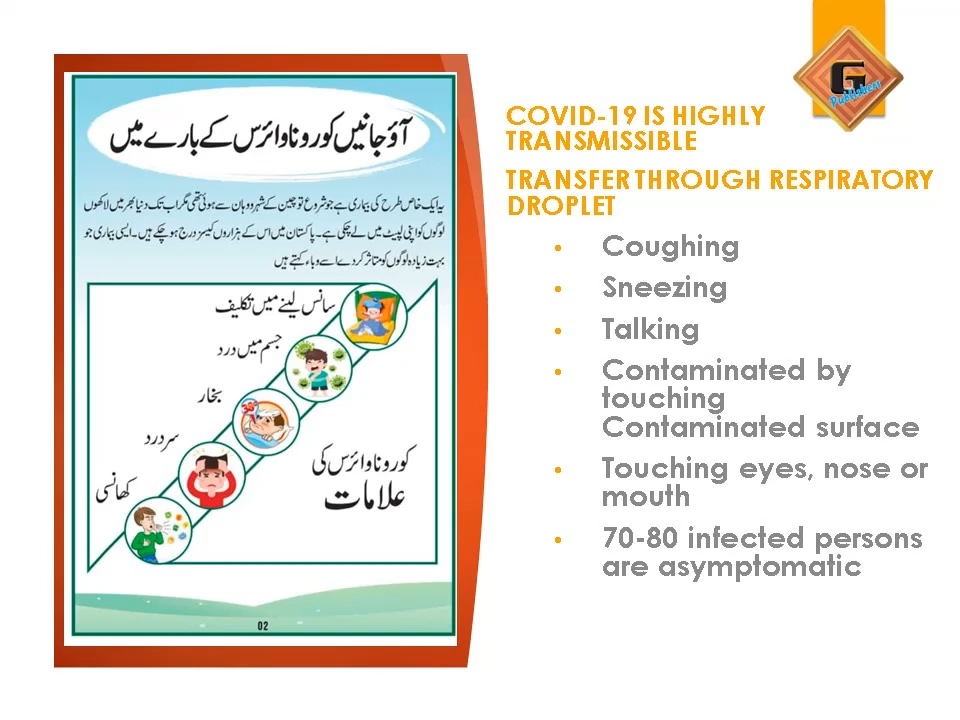 آؤ جانیں کورونا وائرس کے بارے میں
یہ ایک خاص طرح کی بیماری ہے جو شروع تو چین کے شہر ووہان سے ہوئی تھی مگر اب تک دنیا بھر میں لاکھوں
لوگوں کو اپنی لپیٹ میں لے چکی ہے۔ پاکستان میں اس کے ہزاروں کیسز درج ہو چکے ہیں۔ ایسی بیماری جو
بہت زیادہ لوگوں کو متاثر کر دے اسے وباء کہتے ہیں
سانس لینے میں تکلیف
جسم میں درد
بخار
سر درد
کھانسی
کورونا وائرس کی
علامات
38°
02
G
Publishers
COVID-19 IS HIGHLY
TRANSMISSIBLE
TRANSFER THROUGH RESPIRATORY
DROPLET
• Coughing
• Sneezing
• Talking
• Contaminated by
touching
Contaminated surface
• Touching eyes, nose or
mouth
• 70-80 infected persons
are asymptomatic